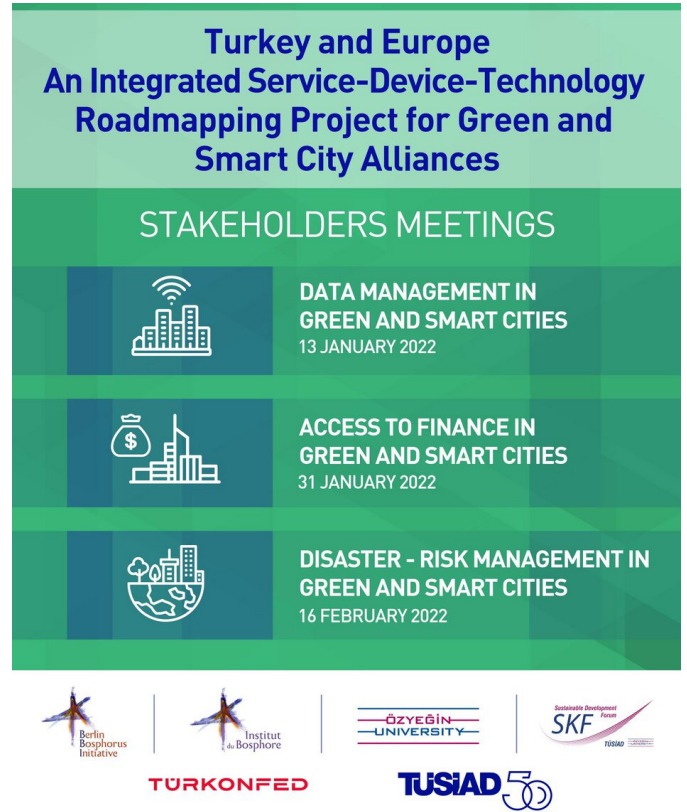 Turkey and Europe
An Integrated Service-Device-Technology
Roadmapping Project for Green and
Smart City Alliances
STAKEHOLDERS MEETINGS
DATA MANAGEMENT IN
GREEN AND SMART CITIES
13 JANUARY 2022
$
ACCESS TO FINANCE IN
GREEN AND SMART CITIES
31 JANUARY 2022
DISASTER - RISK MANAGEMENT IN
GREEN AND SMART CITIES
16 FEBRUARY 2022
Berlin
Bosphorus
Initiative
Institut
du Bosphore
ÖZYEĞİN
UNIVERSITY
Sustainable Development
Forum
SKF
TÜSİAD
TÜRKONFED
TÜSİAD 50